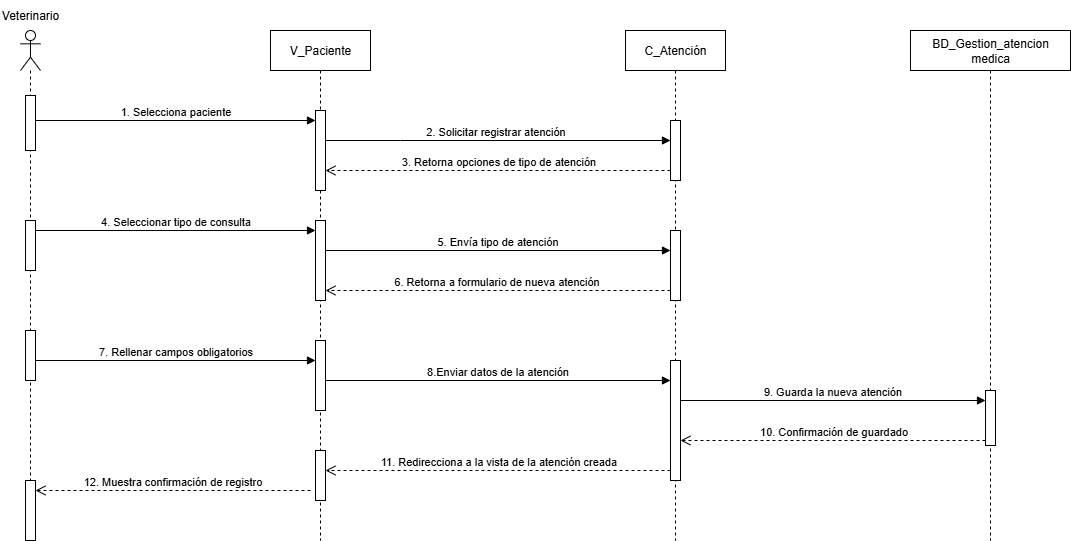 Veterinario
V_Paciente
C_Atención
BD_Gestion_atencion
medica
1. Selecciona paciente
2. Solicitar registrar atención
3. Retorna opciones de tipo de atención
4. Seleccionar tipo de consulta
5. Envía tipo de atención
6. Retorna a formulario de nueva atención
7. Rellenar campos obligatorios
8.Enviar datos de la atención
9. Guarda la nueva atención
10. Confirmación de guardado
11. Redirecciona a la vista de la atención creada
12. Muestra confirmación de registro